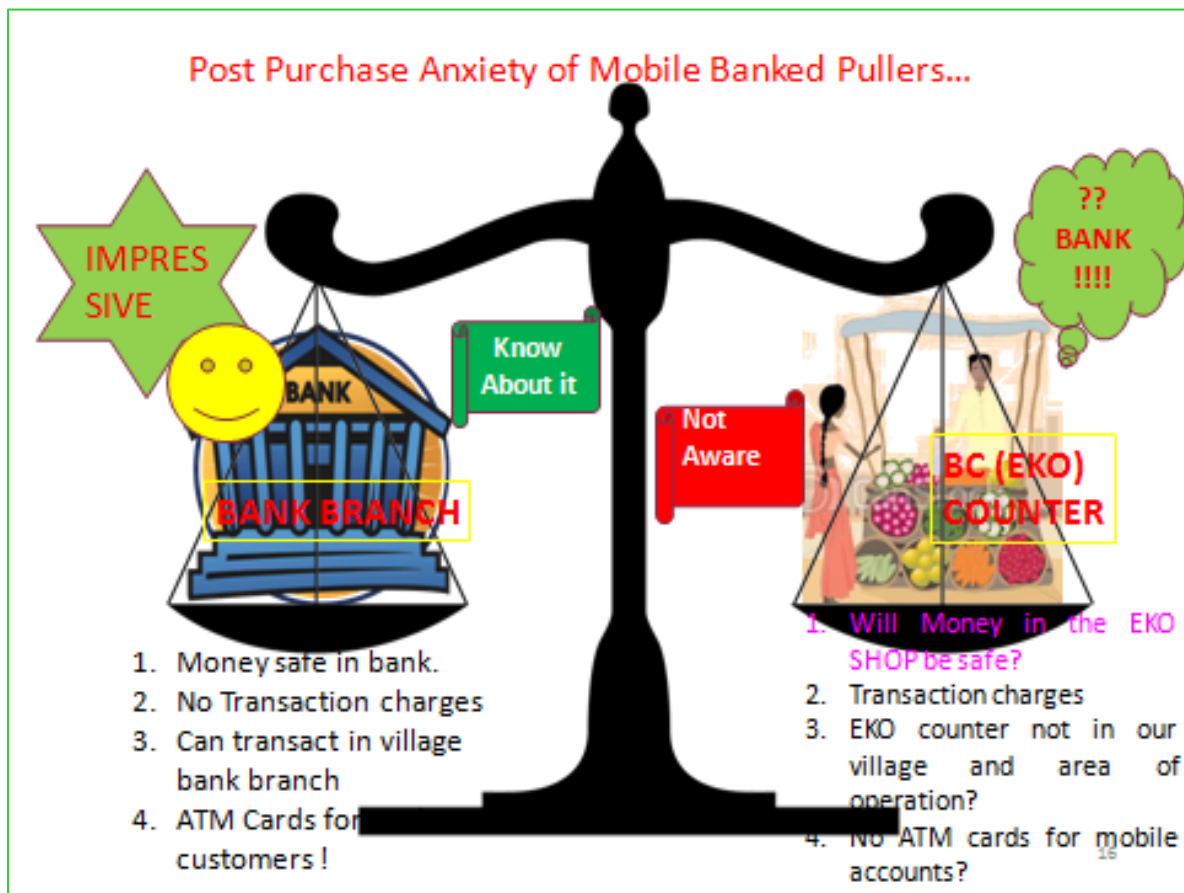 Post Purchase Anxiety of Mobile Banked Pullers...
IMPRES
SIVE
??
BANK
!!!!
Know
About it
BANK
Not
Aware
BANK BRANCH
BC (EKO)
COUNTER
1. Money safe in bank.
2. No Transaction charges
3. Can transact in village
bank branch
4. ATM Cards for
customers !
1. Will Money in the EKO
SHOP be safe?
2. Transaction charges
3. EKO counter not in our
village and area of
operation?
4. No ATM cards for mobile
accounts?
16